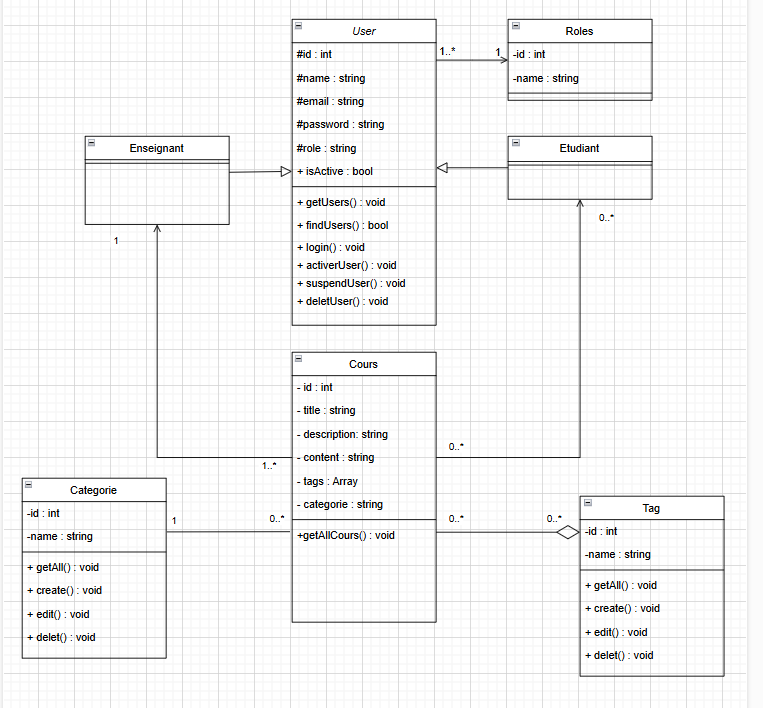 User
#id : int
#name : string
#email : string
#password : string
#role : string
+ isActive : bool
+ getUsers() : void
+ findUsers() : bool
+ login() : void
+ activerUser() : void
+ suspendUser() : void
+ deletUser() : void
1..*
1
Roles
-id : int
-name : string
Enseignant
Etudiant
1
0..*
Cours
- id : int
- title : string
- description: string
- content : string
- tags : Array
- categorie : string
+getAllCours() : void
1..*
0..*
Categorie
-id : int
-name : string
+ getAll() : void
+ create() : void
+ edit() : void
+ delet() : void
1
0..*
0..*
0..*
Tag
-id : int
-name : string
+ getAll() : void
+ create() : void
+ edit() : void
+ delet() : void